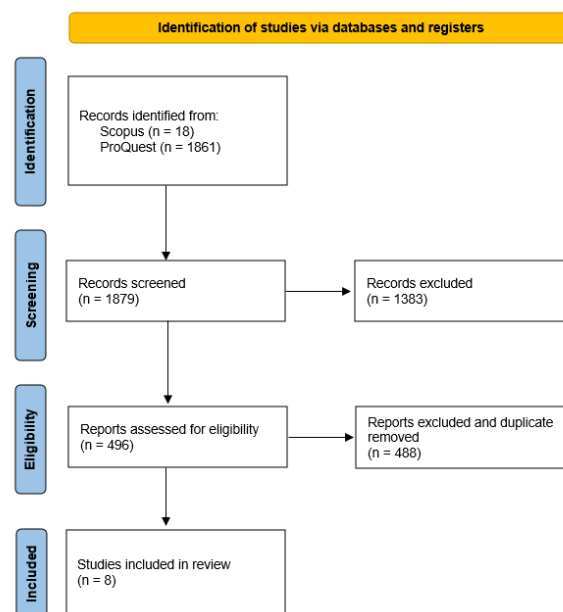 Identification of studies via databases and registers
Identification
Records identified from:
Scopus (n = 18)
ProQuest (n = 1861)
Screening
Records screened
(n = 1879)
Records excluded
(n = 1383)
Eligibility
Reports assessed for eligibility
(n = 496)
Reports excluded and duplicate
removed
(n = 488)
Included
Studies included in review
(n = 8)